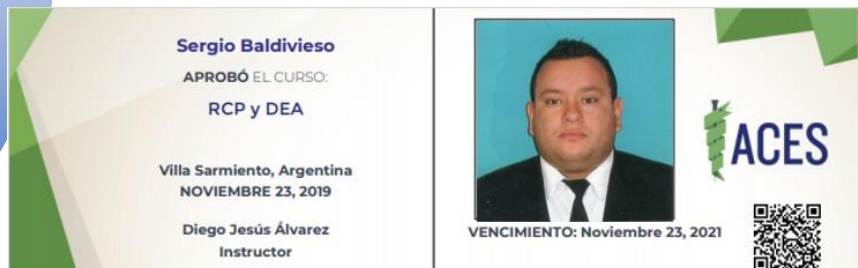 Sergio Baldivieso
APROBÓ EL CURSO:
RCP y DEA
Villa Sarmiento, Argentina
NOVIEMBRE 23, 2019
Diego Jesús Álvarez
Instructor
ACES
VENCIMIENTO: Noviembre 23, 2021